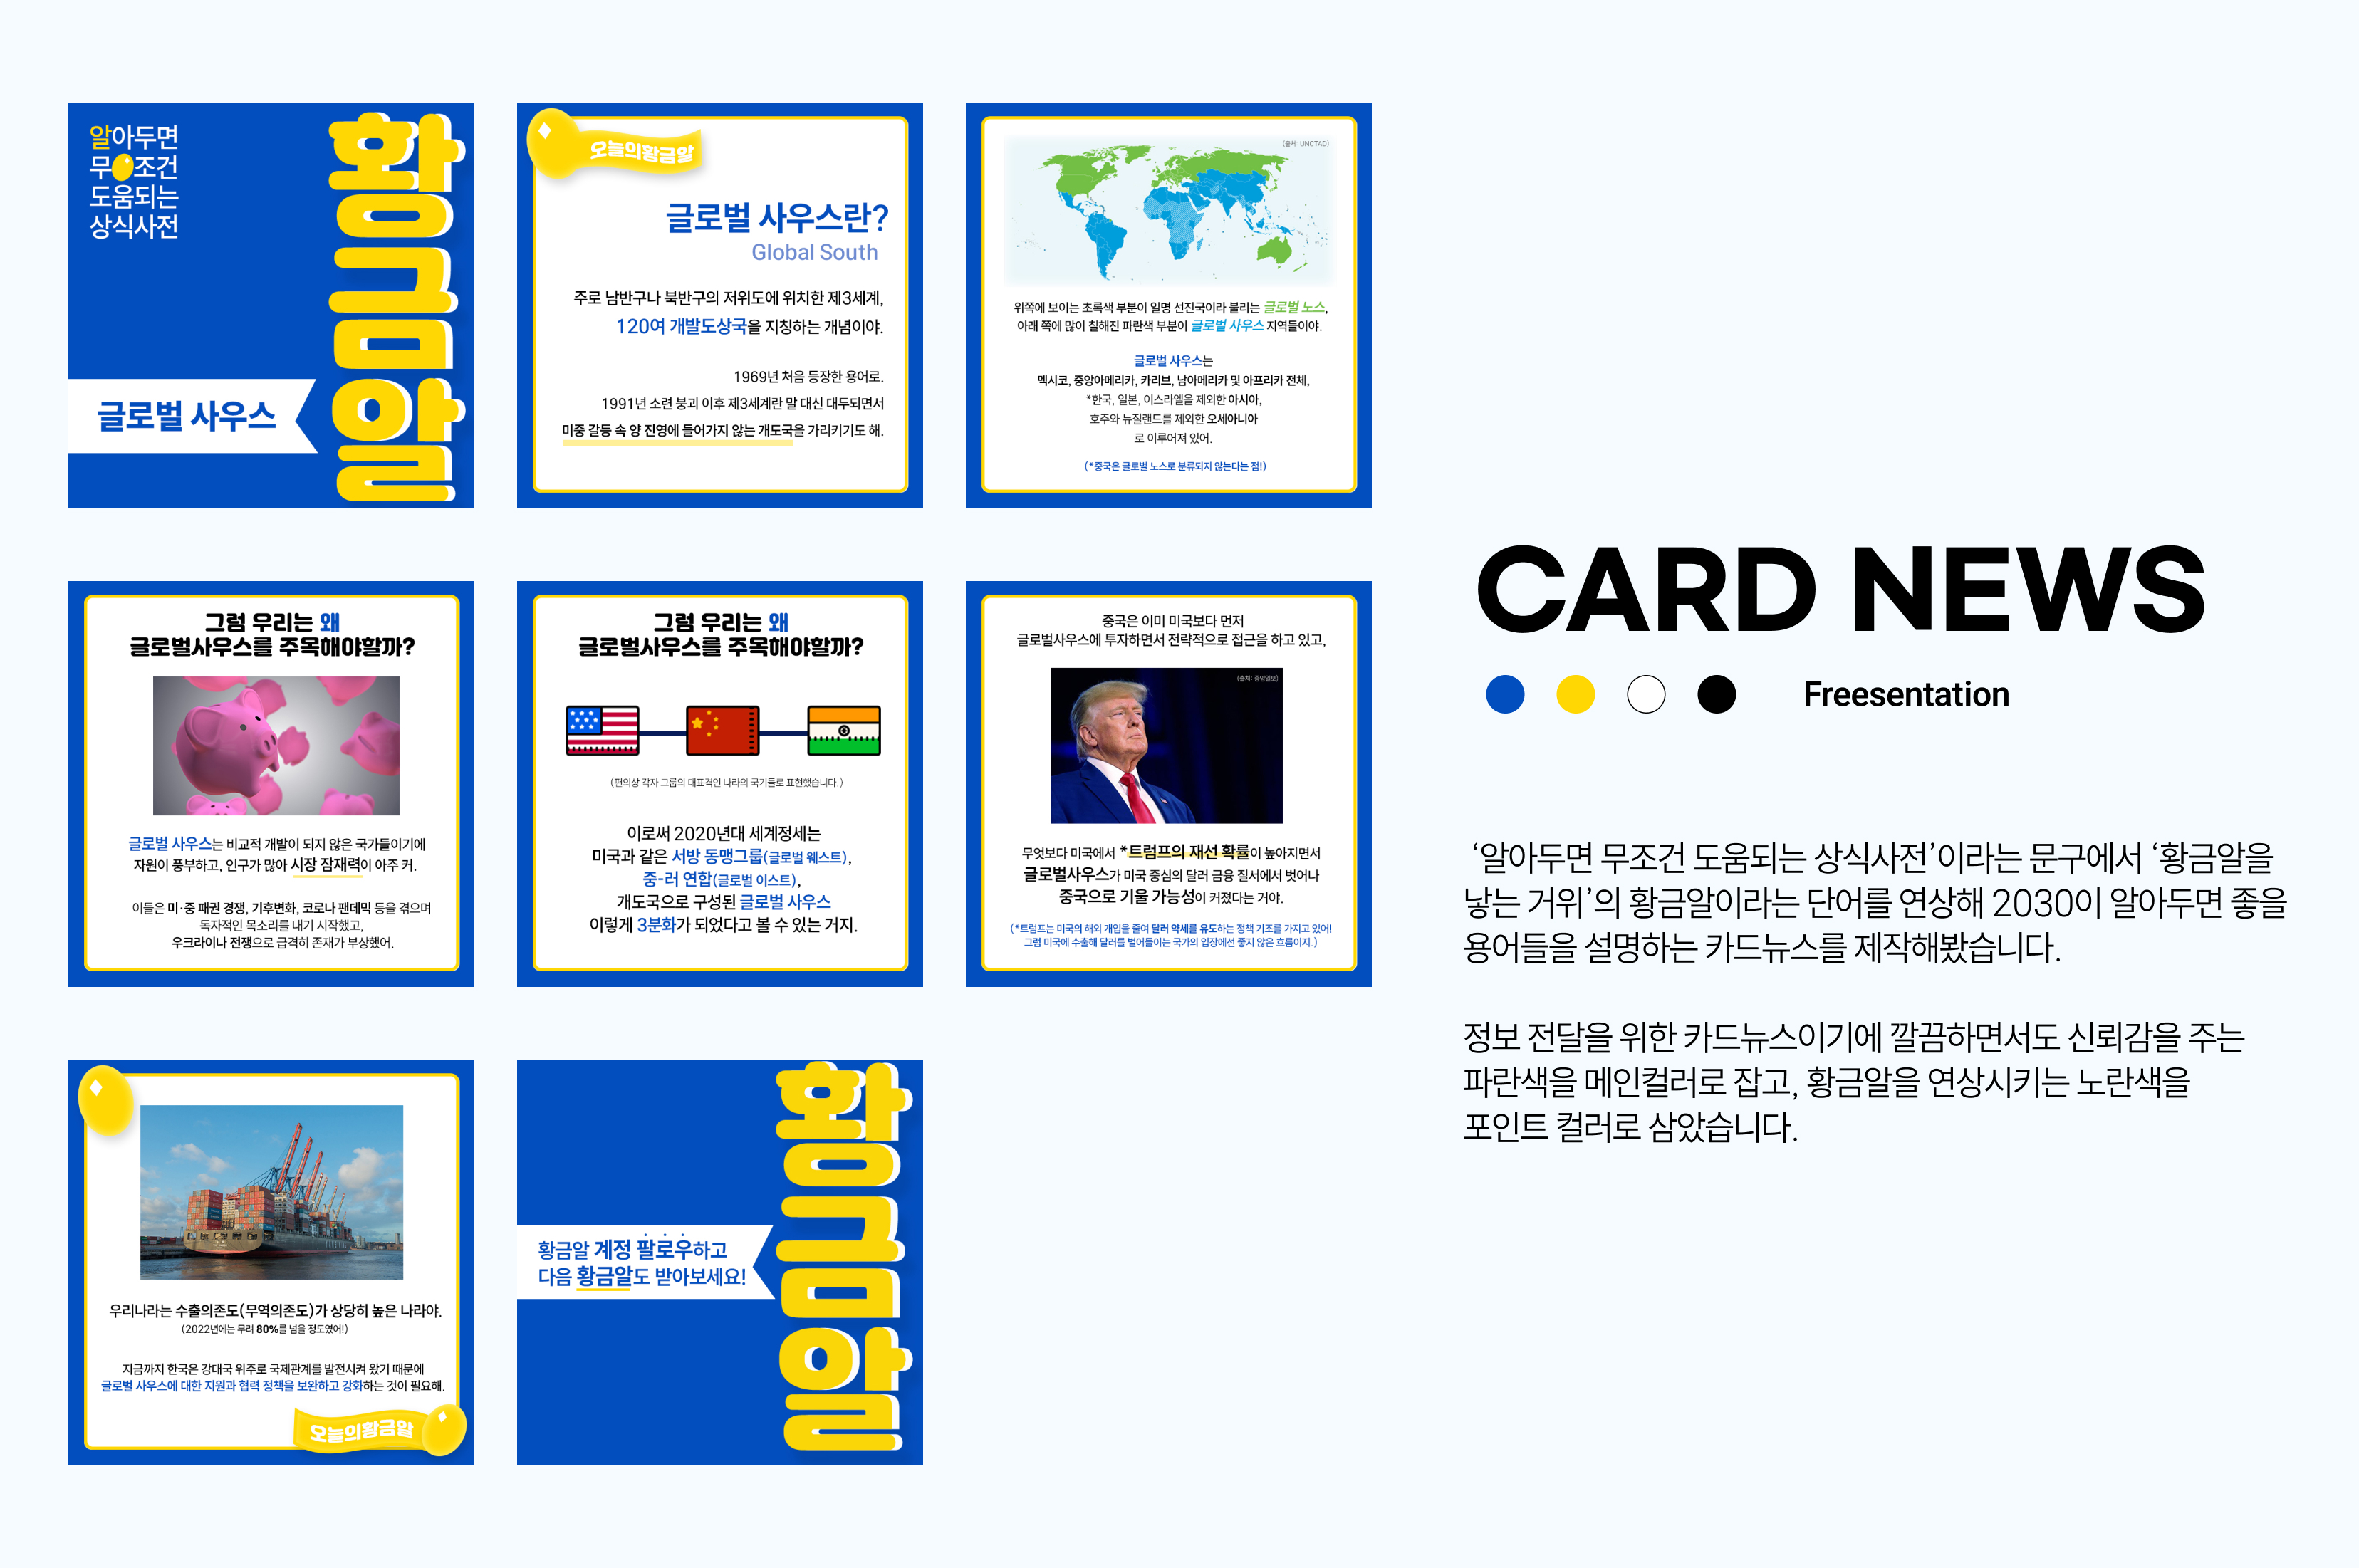 알아두면
무조건
도움되는
상식사전
황금알
글로벌 사우스
오늘의황금알
글로벌 사우스란?
Global South
주로 남반구나 북반구의 저위도에 위치한 제3세계,
120여 개발도상국을 지칭하는 개념이야.
1969년 처음 등장한 용어로.
1991년 소련 붕괴 이후 제3세계란 말 대신 대두되면서
미중 갈등 속 양 진영에 들어가지 않는 개도국을 가리키기도 해.
(출처: UNCTAD)
위쪽에 보이는 초록색 부분이 일명 선진국이라 불리는 글로벌 노스,
아래 쪽에 많이 칠해진 파란색 부분이 글로벌 사우스 지역들이야.
글로벌 사우스는
멕시코, 중앙아메리카, 카리브, 남아메리카 및 아프리카 전체,
*한국, 일본, 이스라엘을 제외한 아시아,
호주와 뉴질랜드를 제외한 오세아니아
로 이루어져 있어.
(*중국은 글로벌 노스로 분류되지 않는다는 점!)
그럼 우리는 왜
글로벌사우스를 주목해야할까?
글로벌 사우스는 비교적 개발이 되지 않은 국가들이기에
자원이 풍부하고, 인구가 많아 시장 잠재력이 아주 커.
이들은 미·중 패권 경쟁, 기후변화, 코로나 팬데믹 등을 겪으며
독자적인 목소리를 내기 시작했고,
우크라이나 전쟁으로 급격히 존재가 부상했어.
그럼 우리는 왜
글로벌사우스를 주목해야할까?
(편의상 각자 그룹의 대표격인 나라의 국기들로 표현했습니다.)
이로써 2020년대 세계정세는
미국과 같은 서방 동맹그룹(글로벌 웨스트),
중-러 연합(글로벌 이스트),
개도국으로 구성된 글로벌 사우스
이렇게 3분화가 되었다고 볼 수 있는 거지.
중국은 이미 미국보다 먼저
글로벌사우스에 투자하면서 전략적으로 접근을 하고 있고,
(출처: 중앙일보)
무엇보다 미국에서 *트럼프의 재선 확률이 높아지면서
글로벌사우스가 미국 중심의 달러 금융 질서에서 벗어나
중국으로 기울 가능성이 커졌다는 거야.
(*트럼프는 미국의 해외 개입을 줄여 달러 약세를 유도하는 정책 기조를 가지고 있어!
그럼 미국에 수출해 달러를 벌어들이는 국가의 입장에선 좋지 않은 흐름이지.)
우리나라는 수출의존도(무역의존도)가 상당히 높은 나라야.
(2022년에는 무려 80%를 넘을 정도였어!)
지금까지 한국은 강대국 위주로 국제관계를 발전시켜 왔기 때문에
글로벌 사우스에 대한 지원과 협력 정책을 보완하고 강화하는 것이 필요해.
오늘의황금알
황금알 계정 팔로우하고
다음 황금알도 받아보세요!
황금알
CARD NEWS
Freesentation
‘알아두면 무조건 도움되는 상식사전’이라는 문구에서 ‘황금알을
낳는 거위’의 황금알이라는 단어를 연상해 2030이 알아두면 좋을
용어들을 설명하는 카드뉴스를 제작해봤습니다.
정보 전달을 위한 카드뉴스이기에 깔끔하면서도 신뢰감을 주는
파란색을 메인컬러로 잡고, 황금알을 연상시키는 노란색을
포인트 컬러로 삼았습니다.